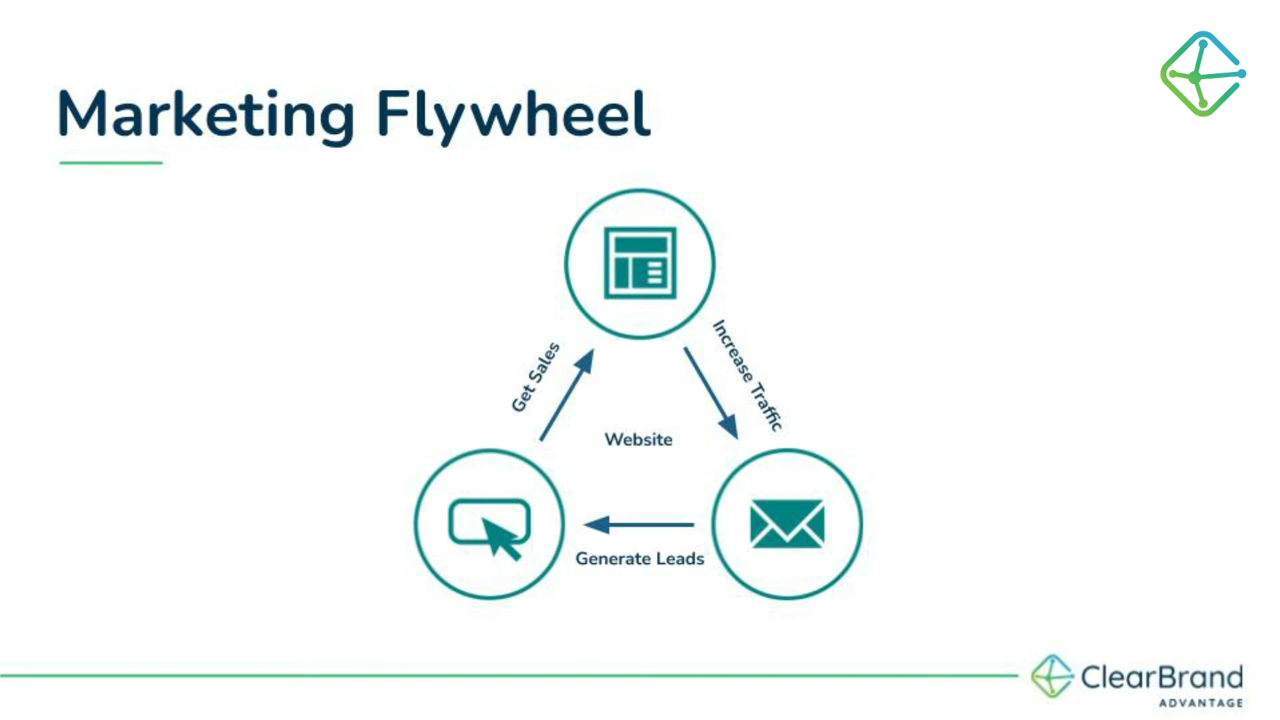 Marketing Flywheel
Increase Traffic
Get Sales
Website
Generate Leads
ClearBrand
ADVANTAGE